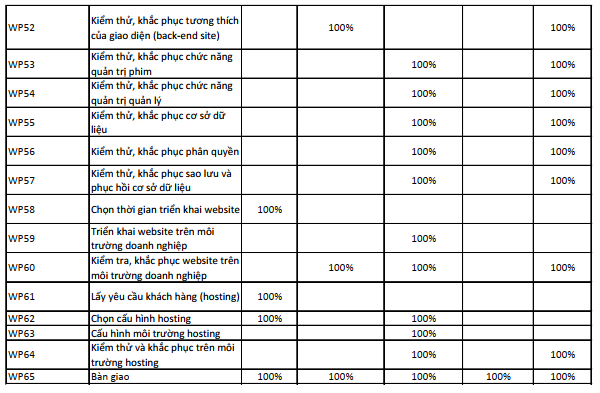 WP52 Kiểm thử, khắc phục tương thích
của giao diện (back-end site) 100% 100%
WP53 Kiểm thử, khắc phục chức năng
quản trị phim 100% 100%
WP54 Kiểm thử, khắc phục chức năng
quản trị quản lý 100% 100%
WP55 Kiểm thử, khắc phục cơ sở dữ
liệu 100% 100%
WP56 Kiểm thử, khắc phục phân quyền 100% 100%
WP57 Kiểm thử, khắc phục sao lưu và
phục hồi cơ sở dữ liệu 100% 100%
WP58 Chọn thời gian triển khai website 100%
WP59 Triển khai website trên môi
trường doanh nghiệp 100%
WP60 Kiểm tra, khắc phục website trên
môi trường doanh nghiệp 100% 100% 100%
WP61 Lấy yêu cầu khách hàng (hosting) 100%
WP62 Chọn cấu hình hosting 100% 100%
WP63 Cấu hình môi trường hosting 100%
WP64 Kiểm thử và khắc phục trên môi
trường hosting 100% 100%
WP65 Bàn giao 100% 100% 100% 100% 100%